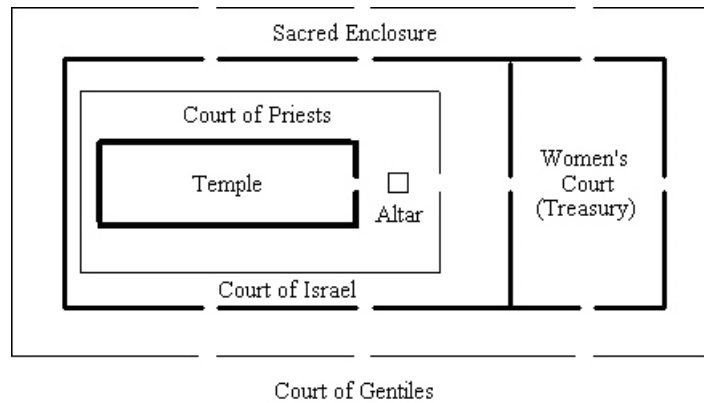 Sacred Enclosure
Court of Priests
Temple
Altar
Women's
Court
(Treasury)
Court of Israel
Court of Gentiles